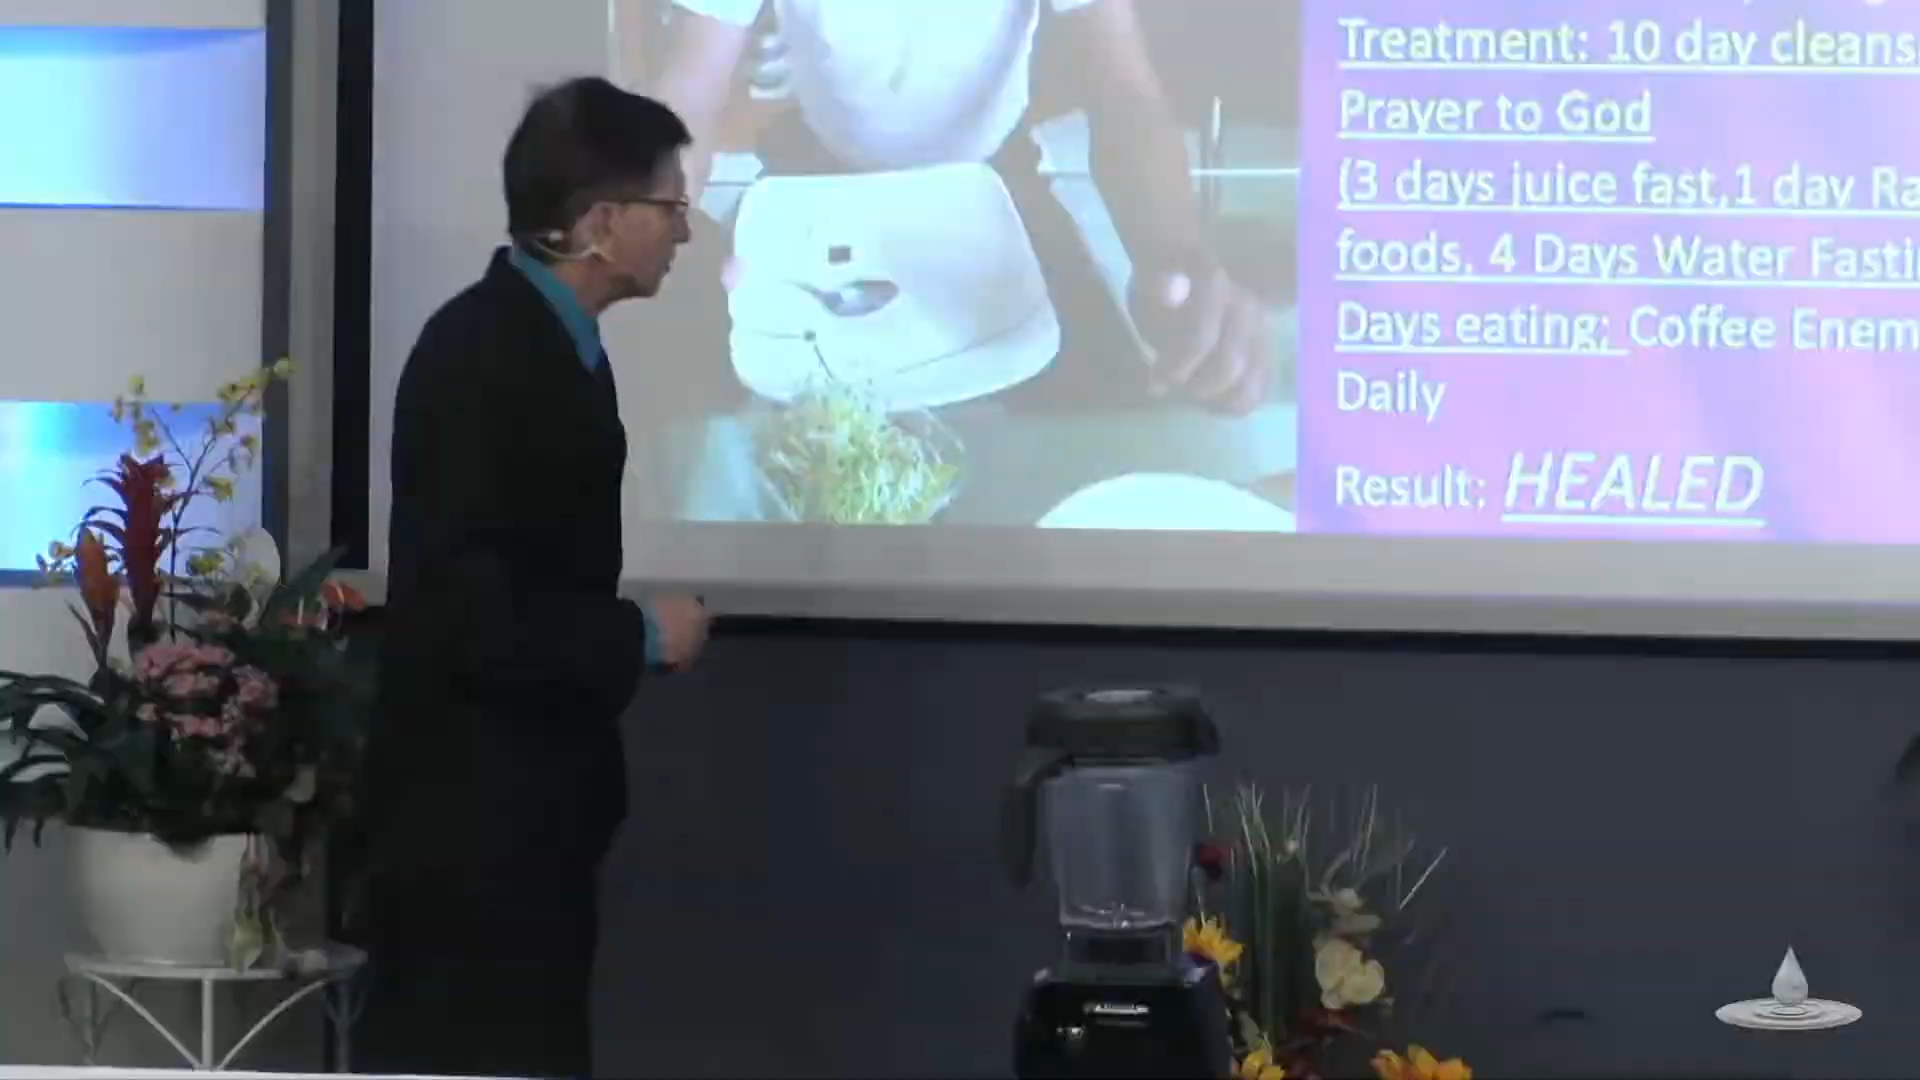 Treatment: 10 day cleans
Prayer to God
(3 days juice fast,1 day Ra
foods. 4 Days Water Fasti
Days eating; Coffee Enem
Daily
Result: HEALED